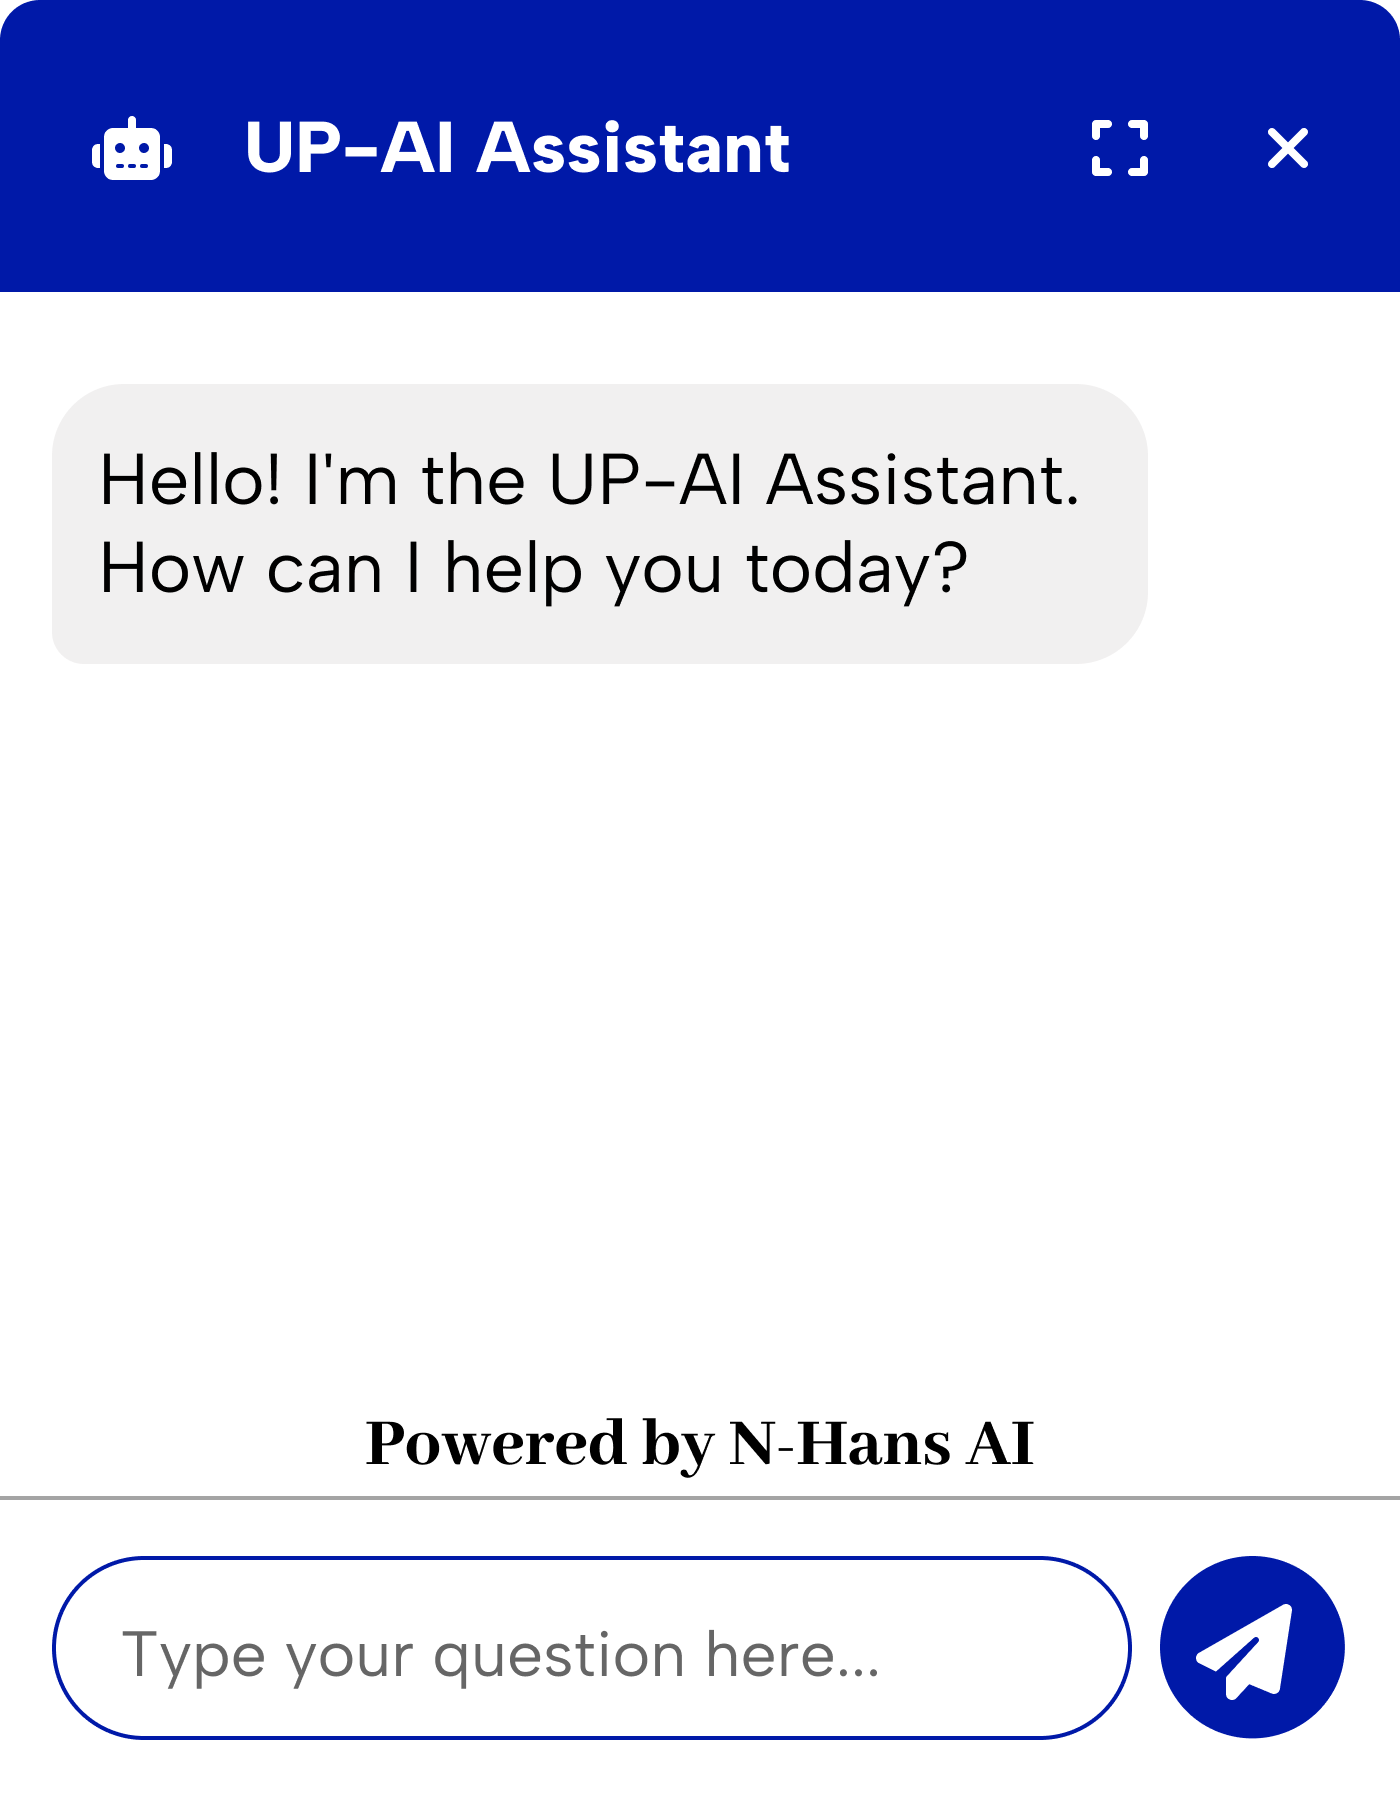 UP-AI Assistant
Hello! I'm the UP-AI Assistant.
How can I help you today?
Powered by N-Hans AI
Type your question here...